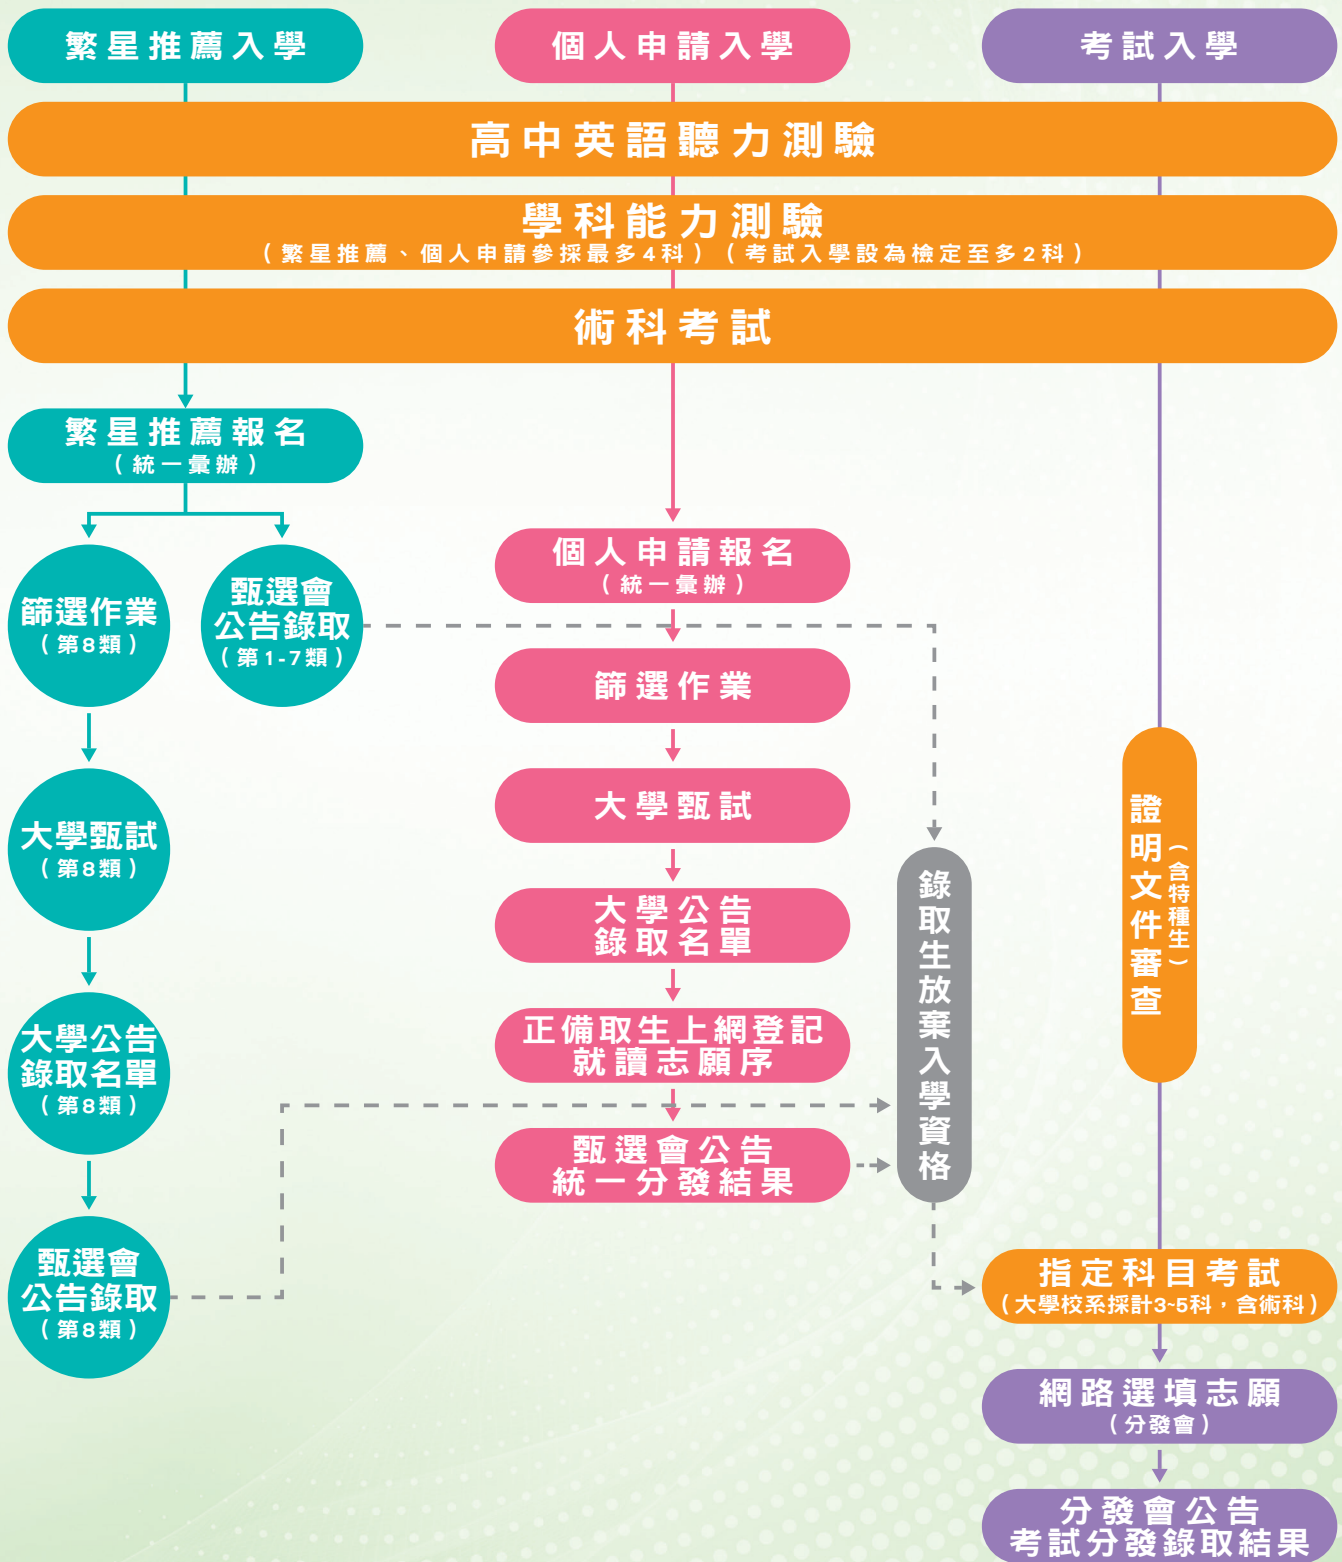 繁星推薦入學
個人申請入學
考試入學
高中英語聽力測驗
學科能力測驗
（繁星推薦、個人申請參採最多4科）（考試入學設為檢定至多2科）
術科考試
繁星推薦報名
（統一彙辦）
篩選作業
（第8類）
甄選會
公告錄取
（第1-7類）
大學甄試
（第8類）
大學公告
錄取名單
（第8類）
甄選會
公告錄取
（第8類）
個人申請報名
（統一彙辦）
篩選作業
大學甄試
大學公告
錄取名單
正備取生上網登記
就讀志願序
甄選會公告
統一分發結果
錄取生放棄入學資格
證明文件審查
（含特種生）
指定科目考試
（大學校系採計3~5科，含術科）
網路選填志願
（分發會）
分發會公告
考試分發錄取結果